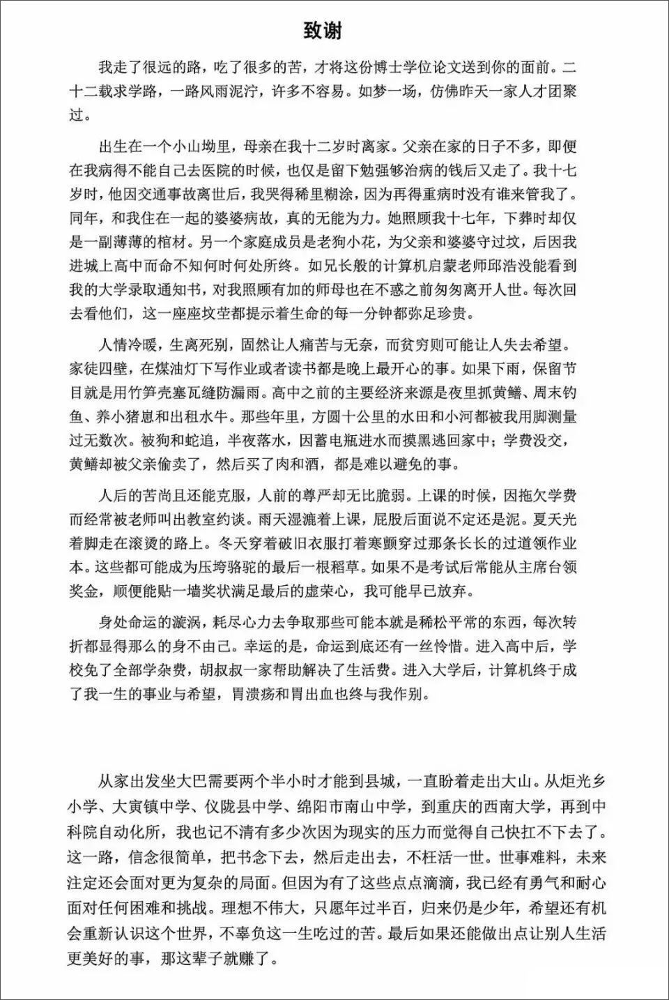 致谢
我走了很远的路，吃了很多的苦，才将这份博士学位论文送到你的面前。二
十二载求学路，一路风雨泥泞，许多不容易。如梦一场，仿佛昨天一家人才团聚
过。
出生在一个小山坳里，母亲在我十二岁时离家。父亲在家的日子不多，即便
在我病得不能自己去医院的时候，也仅是留下勉强够治病的钱后又走了。我十七
岁时，他因交通事故离世后，我哭得稀里糊涂，因为再得重病时没有谁来管我了。
同年，和我住在一起的婆婆病故，真的无能为力。她照顾我十七年，下葬时却仅
是一副薄薄的棺材。另一个家庭成员是老狗小花，为父亲和婆婆守过坟，后因我
进城上高中而命不知何时何处所终。如兄长般的计算机启蒙老师邱浩没能看到
我的大学录取通知书，对我照顾有加的师母也在不惑之前匆匆离开人世。每次回
去看他们，这一座座坟茔都提示着生命的每一分钟都弥足珍贵。
人情冷暖，生离死别，固然让人痛苦与无奈，而贫穷则可能让人失去希望。
家徒四壁，在煤油灯下写作业或者读书都是晚上最开心的事。如果下雨，保留节
目就是用竹笋壳塞瓦缝防漏雨。高中之前的主要经济来源是夜里抓黄鳝、周末钓
鱼、养小猪崽和出租水牛。那些年里，方圆十公里的水田和小河都被我用脚测量
过无数次。被狗和蛇追，半夜落水，因蓄电瓶进水而摸黑逃回家中；学费没交，
黄鳝却被父亲偷卖了，然后买了肉和酒，都是难以避免的事。
人后的苦尚且还能克服，人前的尊严却无比脆弱。上课的时候，因拖欠学费
而经常被老师叫出教室约谈。雨天湿漉着上课，屁股后面说不定还是泥。夏天光
着脚走在滚烫的路上。冬天穿着破旧衣服打着寒颤穿过那条长长的过道领作业
本。这些都可能成为压垮骆驼的最后一根稻草。如果不是考试后常能从主席台领
奖金，顺便能贴一墙奖状满足最后的虚荣心，我可能早已放弃。
身处命运的漩涡，耗尽心力去争取那些可能本就是稀松平常的东西，每次转
折都显得那么的身不由己。幸运的是，命运到底还有一丝怜惜。进入高中后，学
校免了全部学杂费，胡叔叔一家帮助解决了生活费。进入大学后，计算机终于成
了我一生的事业与希望，胃溃疡和胃出血也终与我作别。
从家出发坐大巴需要两个半小时才能到县城，一直盼着走出大山。从炬光乡
小学、大寅镇中学、仪陇县中学、绵阳市南山中学，到重庆的西南大学，再到中
科院自动化所，我也记不清有多少次因为现实的压力而觉得自己快扛不下去了。
这一路，信念很简单，把书念下去，然后走出去，不枉活一世。世事难料，未来
注定还会面对更为复杂的局面。但因为有了这些点点滴滴，我已经有勇气和耐心
面对任何困难和挑战。理想不伟大，只愿年过半百，归来仍是少年，希望还有机
会重新认识这个世界，不辜负这一生吃过的苦。最后如果还能做出点让别人生活
更美好的事，那这辈子就赚了。